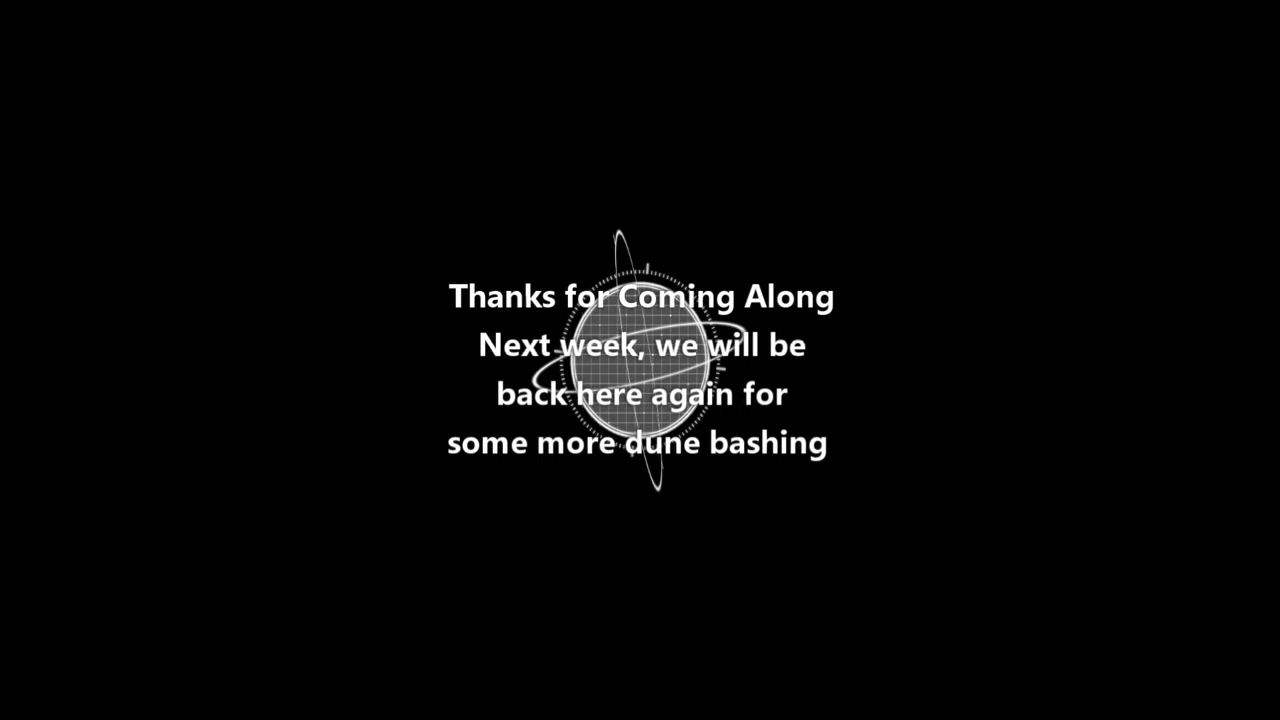 Thanks for Coming Along
Next week, we will be
back here again for
some more dune bashing